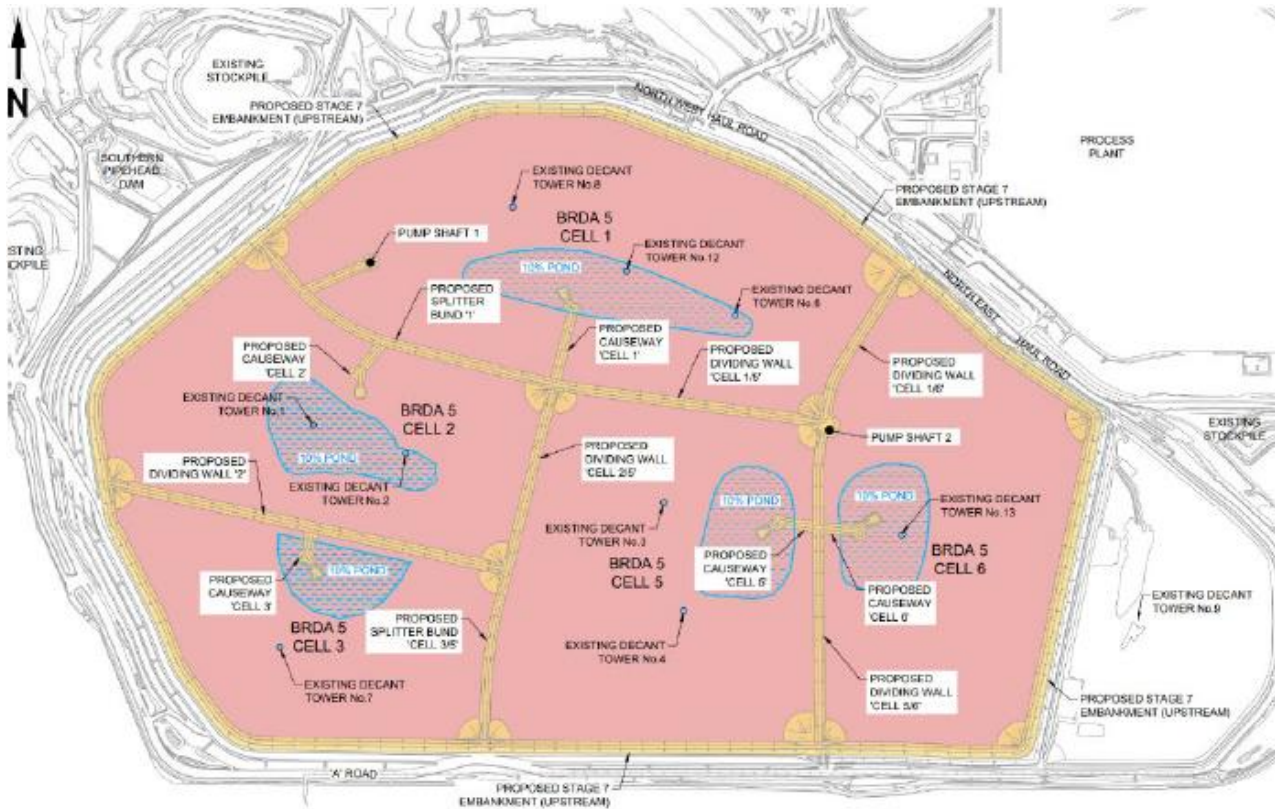 N
EXISTING
STOCKPILE
PROPOSED STAGE 7
EMBANKMENT (UPSTREAM)
NORTH WEST HAUL ROAD
PROCESS
PLANT
SOUTHERN
PIPEHEAD
DAM
EXISTING DECANT
TOWER No.8
PROPOSED STAGE 7
EMBANKMENT (UPSTREAM)
BRDA 5
CELL 1
PUMP SHAFT 1
STING
OCKPILE
EXISTING DECANT
TOWER No.12
10% POND
NORTH EAST
HAUL ROAD
PROPOSED
SPLITTER
BUND '1'
EXISTING DECANT
TOWER No.6
PROPOSED
CAUSEWAY
'CELL 1'
PROPOSED
CAUSEWAY
'CELL 2'
PROPOSED
DIVIDING WALL
'CELL 1/5'
PROPOSED
DIVIDING WALL
'CELL 1/6'
EXISTING DECANT
TOWER No.1
BRDA 5
CELL 2
PUMP SHAFT 2
EXISTING
STOCKPILE
10% POND
PROPOSED
DIVIDING WALL '2'
PROPOSED
DIVIDING WALL
'CELL 2/5'
EXISTING DECANT
TOWER No.2
10% POND
10% POND
EXISTING DECANT
TOWER No.13
EXISTING DECANT
TOWER No.3
BRDA 5
CELL 5
PROPOSED
CAUSEWAY
'CELL 5'
BRDA 5
CELL 6
10% POND
PROPOSED
CAUSEWAY
'CELL 3'
PROPOSED
CAUSEWAY
'CELL 6'
EXISTING DECANT
TOWER No.9
BRDA 5
CELL 3
PROPOSED
SPLITTER BUND
'CELL 3/5'
EXISTING DECANT
TOWER No.4
EXISTING DECANT
TOWER No.7
PROPOSED
DIVIDING WALL
'CELL 5/6'
PROPOSED STAGE 7
EMBANKMENT (UPSTREAM)
'A' ROAD
PROPOSED STAGE 7
EMBANKMENT (UPSTREAM)